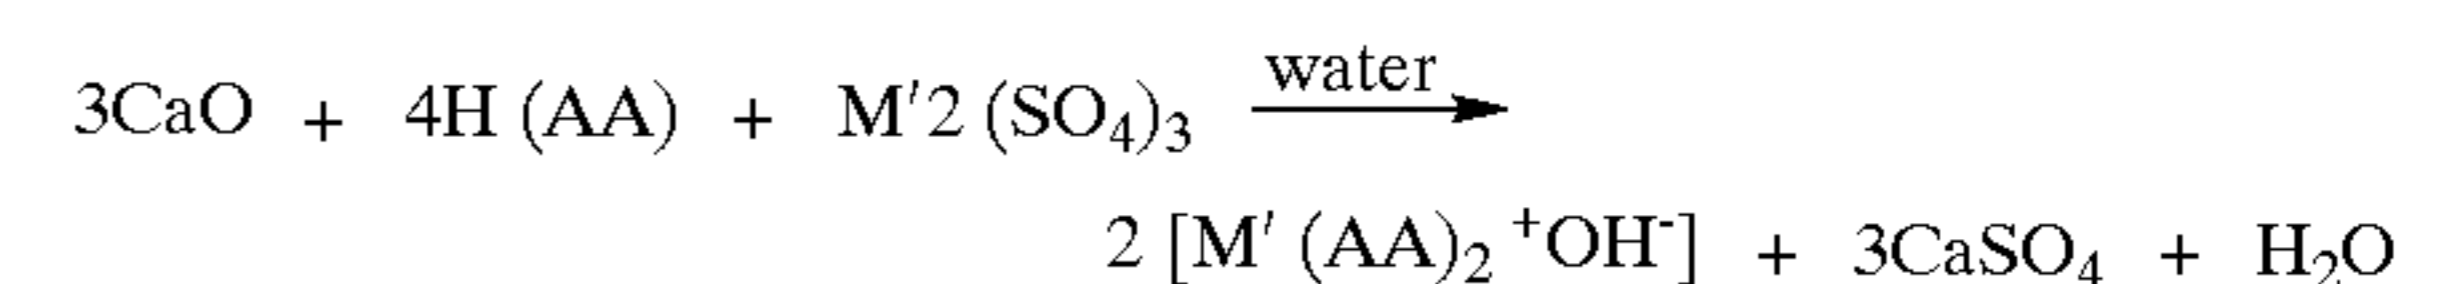 3CaO + 4H (AA) + M′2 (SO₄)₃ water
2 [M′ (AA)₂ ⁺OH⁻] + 3CaSO₄ + H₂O